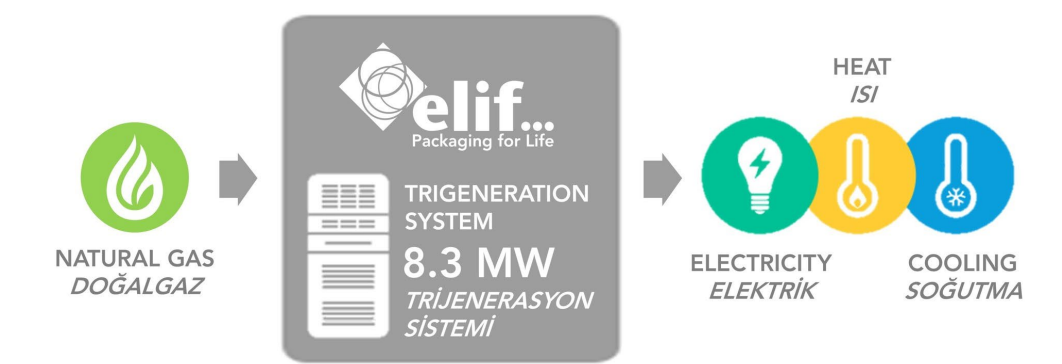 NATURAL GAS
DOĞALGAZ
elif...
Packaging for Life
TRIGENERATION
SYSTEM
8.3 MW
TRİJENERASYON
SİSTEMİ
HEAT
ISI
ELECTRICITY
ELEKTRİK
COOLING
SOĞUTMA